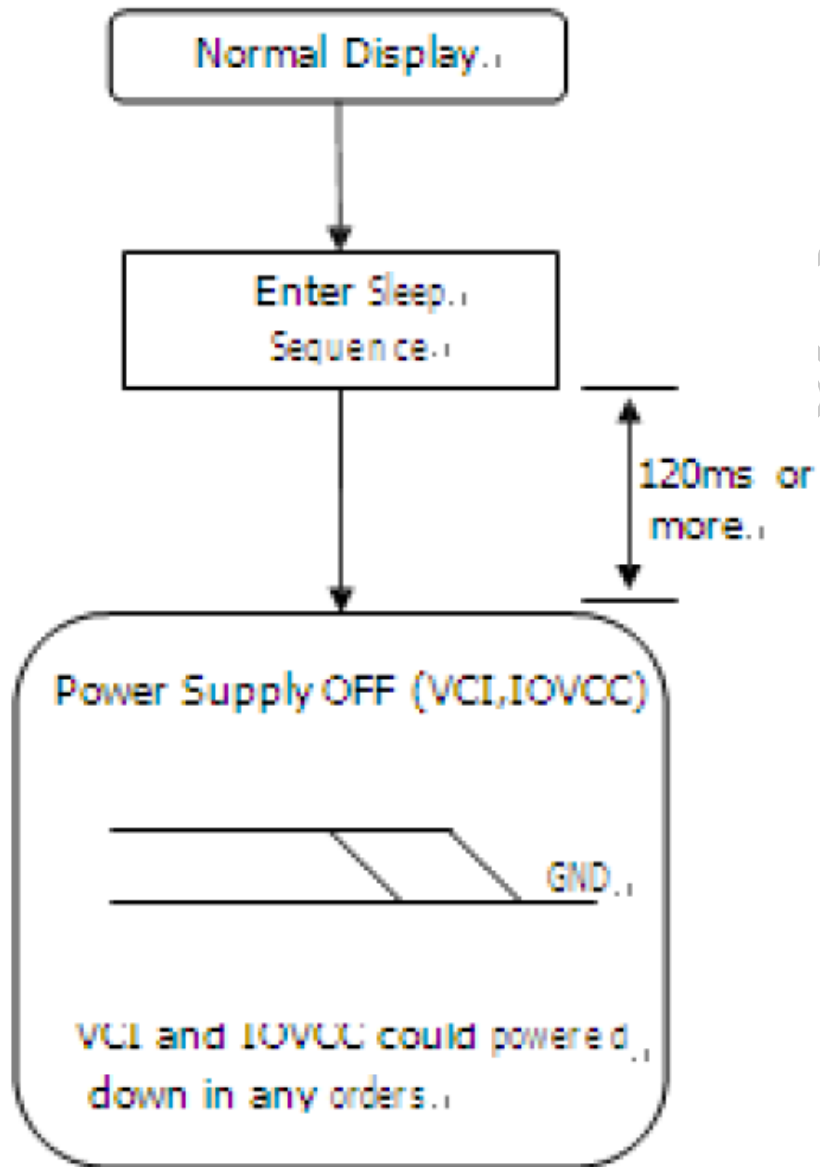 Normal Display.
Enter Sleep.
Sequence.
120ms or
more.
Power Supply OFF (VCI,IOVCC)
GND.
VCI and IOVCC could powered.
down in any orders.